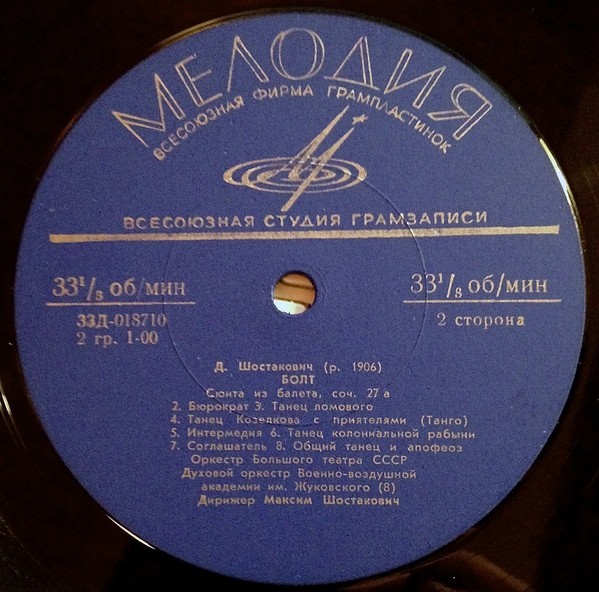 МЕЛОДИЯ
ВСЕСОЮЗНАЯ ФИРМА ГРАМПЛАСТИНОК
ВСЕСОЮЗНАЯ СТУДИЯ ГРАМЗАПИСИ
33¹/₃ об/мин
33Д-018710
2 гр. 1-00
33¹/₃ об/мин
2 сторона
Д. Шостакович (р. 1906)
БОЛТ
Сюита из балета, соч. 27а
2. Бюрократ 3. Танец ломового
4. Танец Козелкова с приятелями (Танго)
5. Интермедия 6. Танец колониальной рабыни
7. Соглашатель 8. Общий танец и апофеоз
Оркестр Большого театра СССР
Духовой оркестр Военно-воздушной
академии им. Жуковского (8)
Дирижер Максим Шостакович